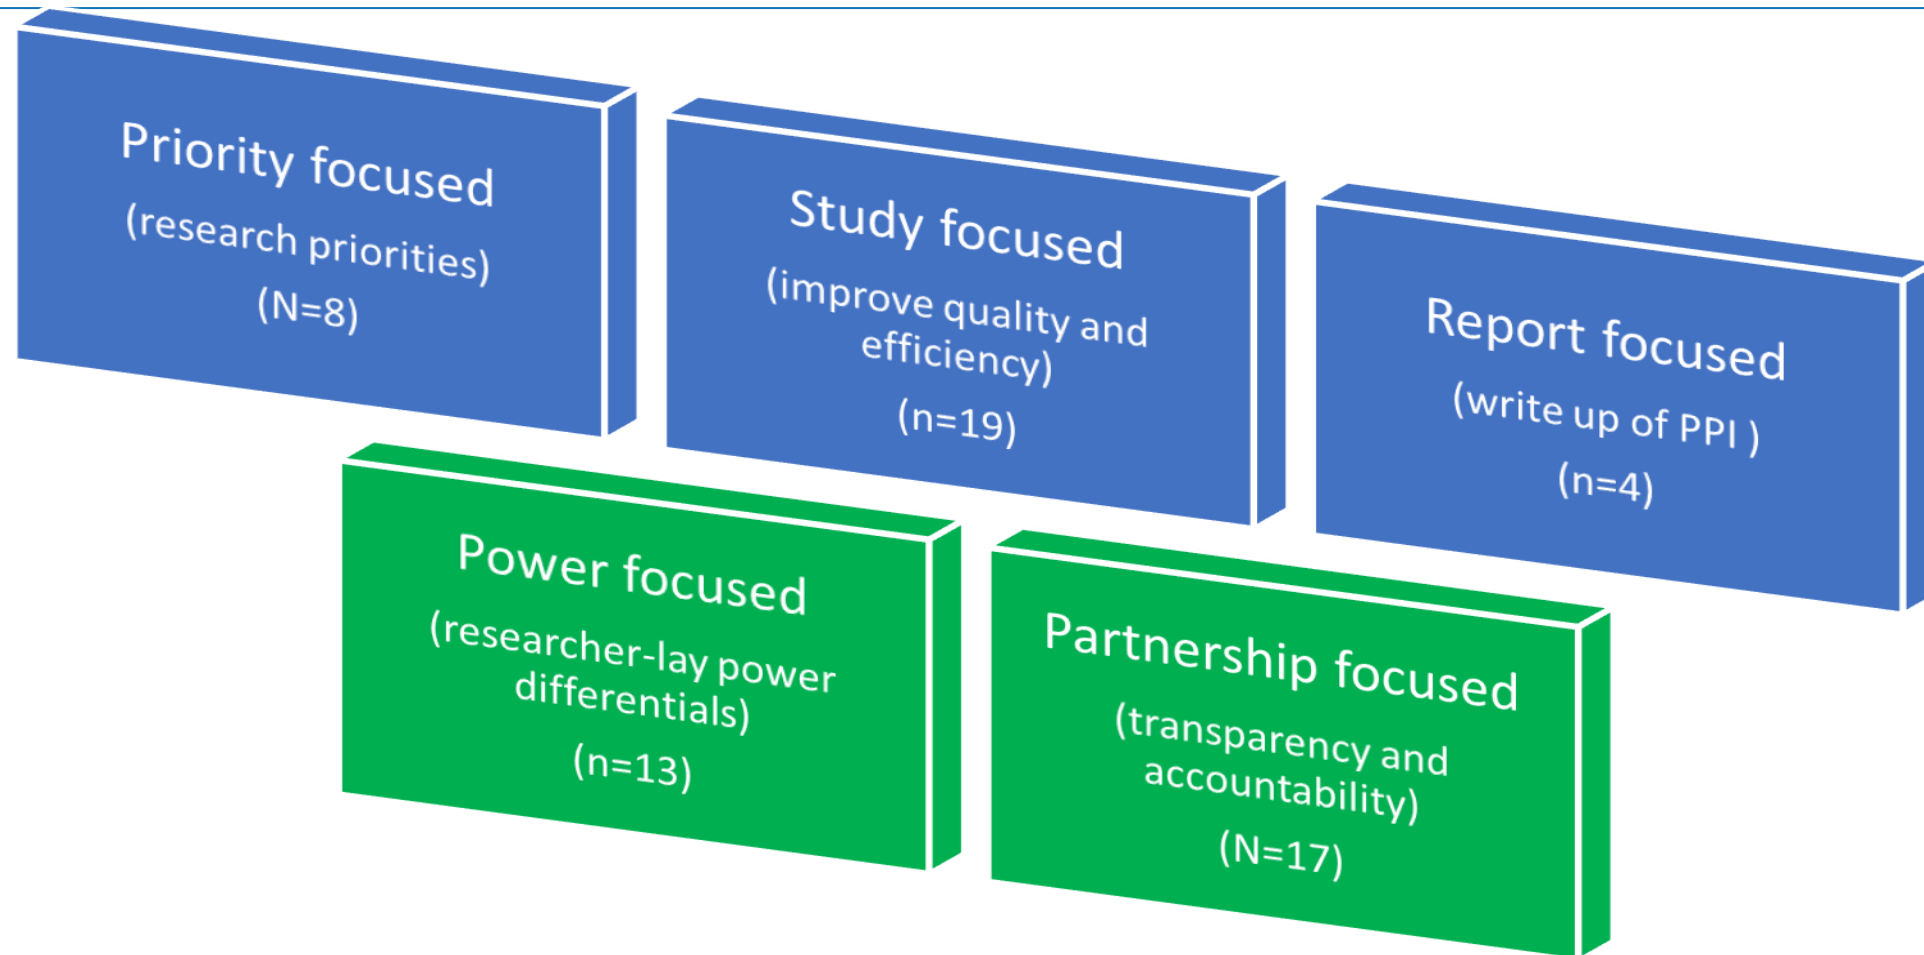 Priority focused
(research priorities)
(N=8)
Study focused
(improve quality and
efficiency)
(n=19)
Report focused
(write up of PPI )
(n=4)
Power focused
(researcher-lay power
differentials)
(n=13)
Partnership focused
(transparency and
accountability)
(N=17)